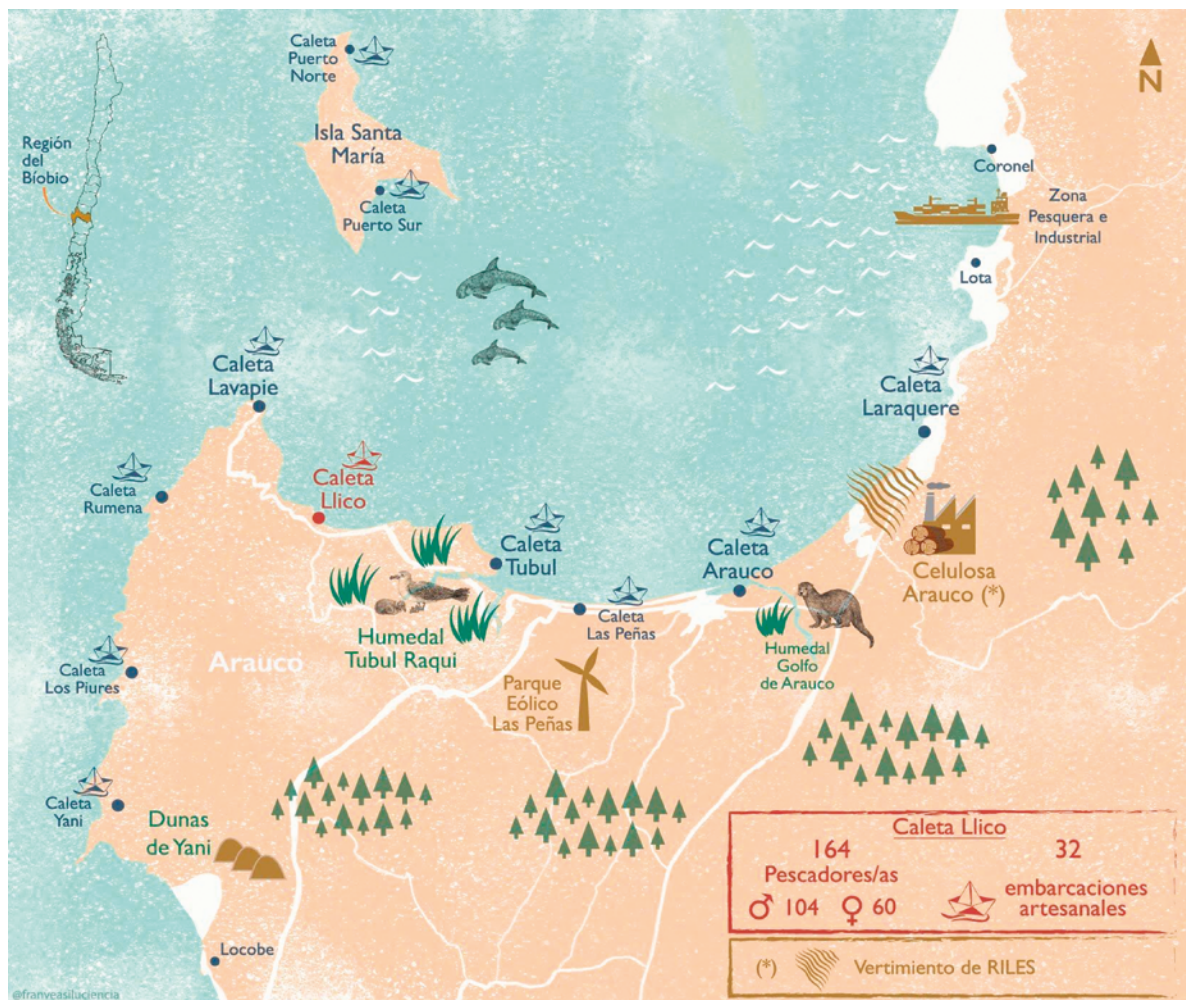 Caleta
Puerto
Norte
Isla Santa
María
Caleta
Puerto Sur
Región
del
Bíobio
N
Coronel
Zona
Pesquera e
Industrial
Lota
Caleta
Lavapie
Caleta
Laraquere
Caleta
Rumena
Caleta
Llico
Caleta
Tubul
Caleta
Arauco
Celulosa
Arauco (*)
Caleta
Las Peñas
Humedal
Tubul Raqui
Humedal
Golfo
de Arauco
Arauco
Caleta
Los Piures
Parque
Eólico
Las Peñas
Caleta
Yani
Dunas
de Yani
Locobe
Caleta Llico
164
Pescadores/as
♂ 104 ♀ 60
32
embarcaciones
artesanales
(*) Vertimiento de RILES
@franveasiluciencia